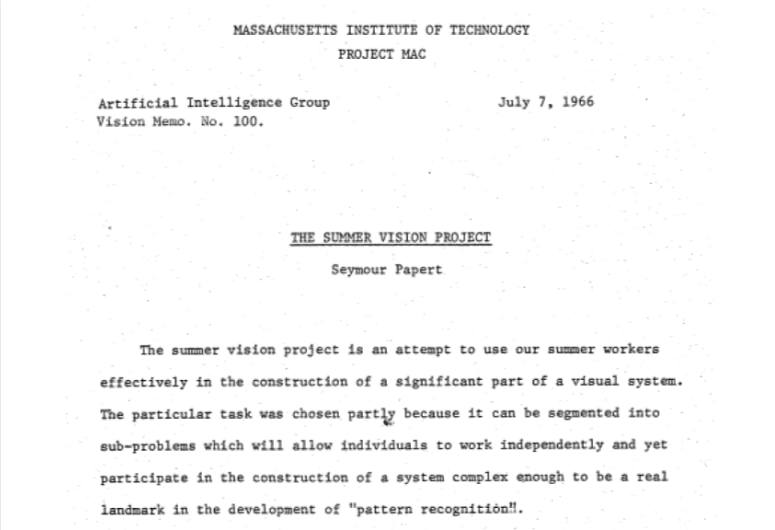 MASSACHUSETTS INSTITUTE OF TECHNOLOGY
PROJECT MAC
Artificial Intelligence Group July 7, 1966
Vision Memo. No. 100.
THE SUMMER VISION PROJECT
Seymour Papert
The summer vision project is an attempt to use our summer workers
effectively in the construction of a significant part of a visual system.
The particular task was chosen partly because it can be segmented into
sub-problems which will allow individuals to work independently and yet
participate in the construction of a system complex enough to be a real
landmark in the development of "pattern recognition".